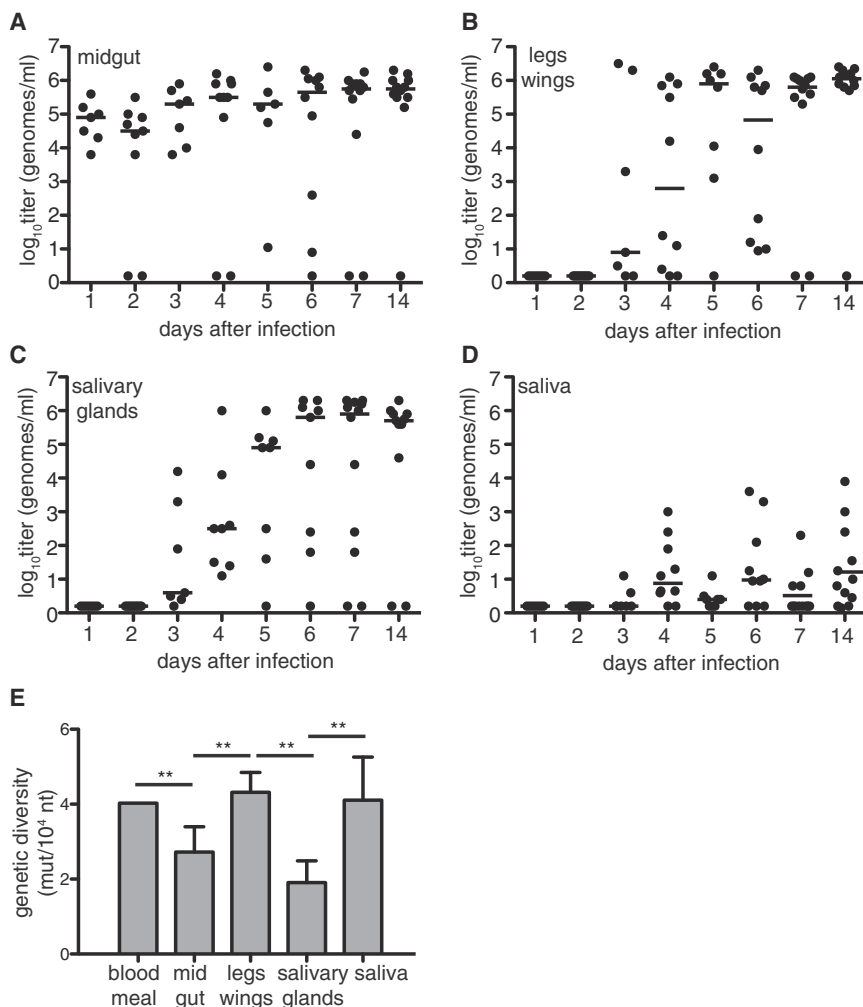 A
midgut
7
6
5
4
3
2
1
0
log₁₀titer (genomes/ml)
1 2 3 4 5 6 7 14
days after infection
B
legs
wings
7
6
5
4
3
2
1
0
log₁₀titer (genomes/ml)
1 2 3 4 5 6 7 14
days after infection
C
salivary
glands
7
6
5
4
3
2
1
0
log₁₀titer (genomes/ml)
1 2 3 4 5 6 7 14
days after infection
D
saliva
7
6
5
4
3
2
1
0
log₁₀titer (genomes/ml)
1 2 3 4 5 6 7 14
days after infection
E
6
4
2
0
genetic diversity
(mut/10⁴ nt)
** ** ** **
blood mid legs salivary saliva
meal gut wings glands